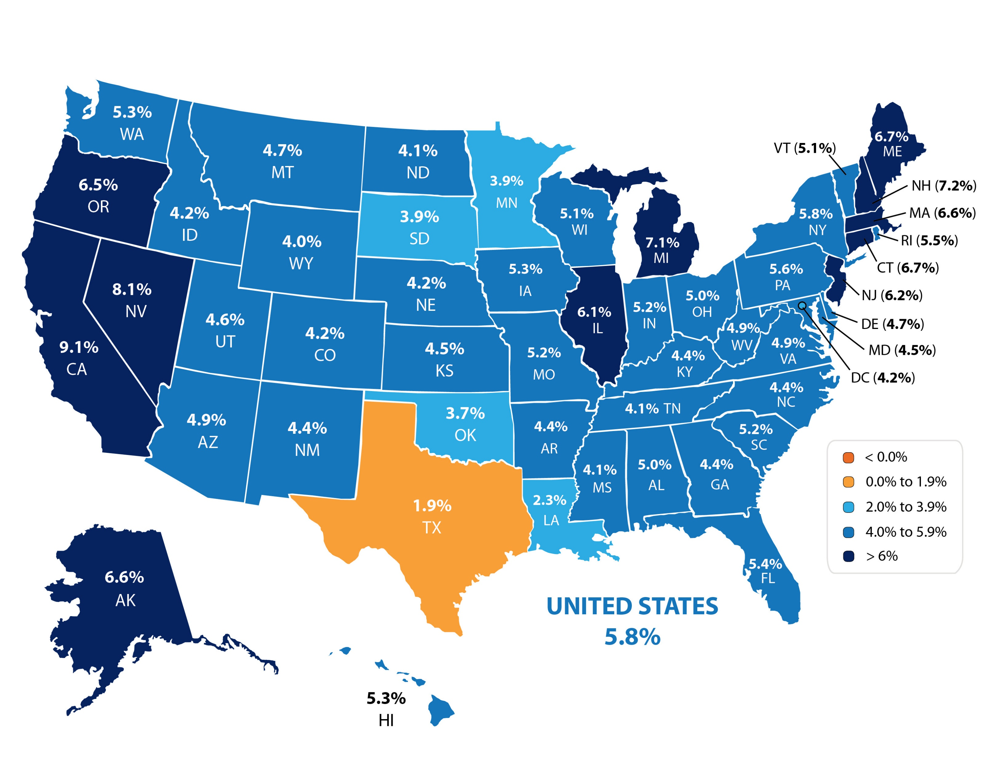 5.3%
WA
6.5%
OR
9.1%
CA
8.1%
NV
4.2%
ID
4.7%
MT
4.0%
WY
4.6%
UT
4.2%
CO
4.9%
AZ
4.4%
NM
4.1%
ND
3.9%
SD
4.2%
NE
4.5%
KS
3.7%
OK
1.9%
TX
3.9%
MN
5.3%
IA
5.2%
MO
4.4%
AR
2.3%
LA
5.1%
WI
6.1%
IL
7.1%
MI
5.2%
IN
5.0%
OH
4.4%
KY
4.1% TN
4.1%
MS
5.0%
AL
4.4%
GA
5.4%
FL
5.2%
SC
4.4%
NC
4.9%
VA
4.9%
WV
5.6%
PA
5.8%
NY
6.7%
ME
VT (5.1%)
NH (7.2%)
MA (6.6%)
RI (5.5%)
CT (6.7%)
NJ (6.2%)
DE (4.7%)
MD (4.5%)
DC (4.2%)
6.6%
AK
5.3%
HI
UNITED STATES
5.8%
< 0.0%
0.0% to 1.9%
2.0% to 3.9%
4.0% to 5.9%
> 6%